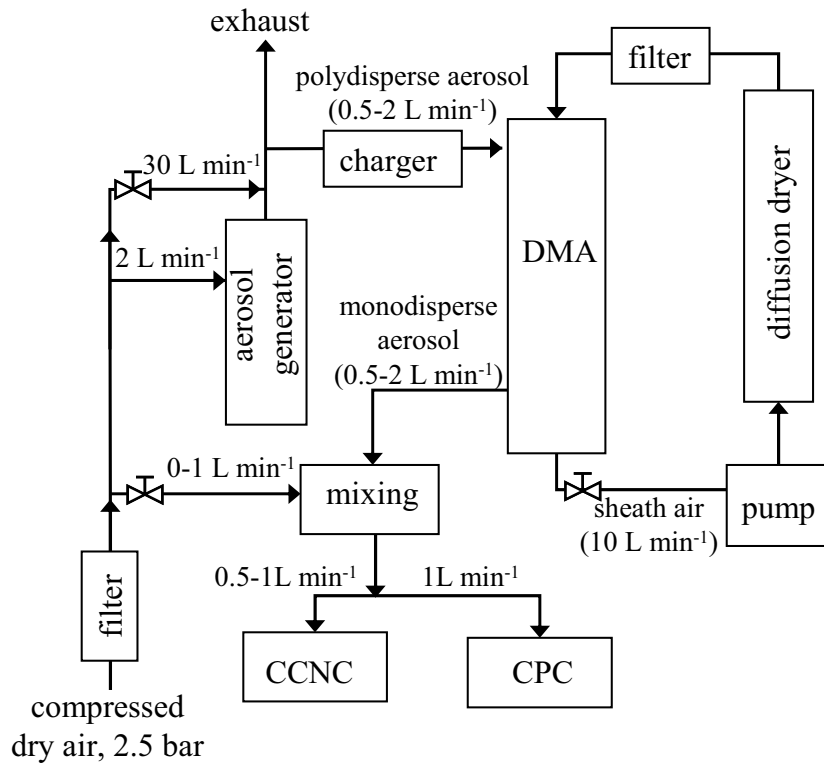 exhaust
polydisperse aerosol
(0.5-2 L min⁻¹)
filter
30 L min⁻¹
charger
2 L min⁻¹
aerosol
generator
DMA
diffusion dryer
monodisperse
aerosol
(0.5-2 L min⁻¹)
0-1 L min⁻¹
mixing
sheath air
(10 L min⁻¹)
pump
filter
0.5-1L min⁻¹
1L min⁻¹
CCNC
CPC
compressed
dry air, 2.5 bar